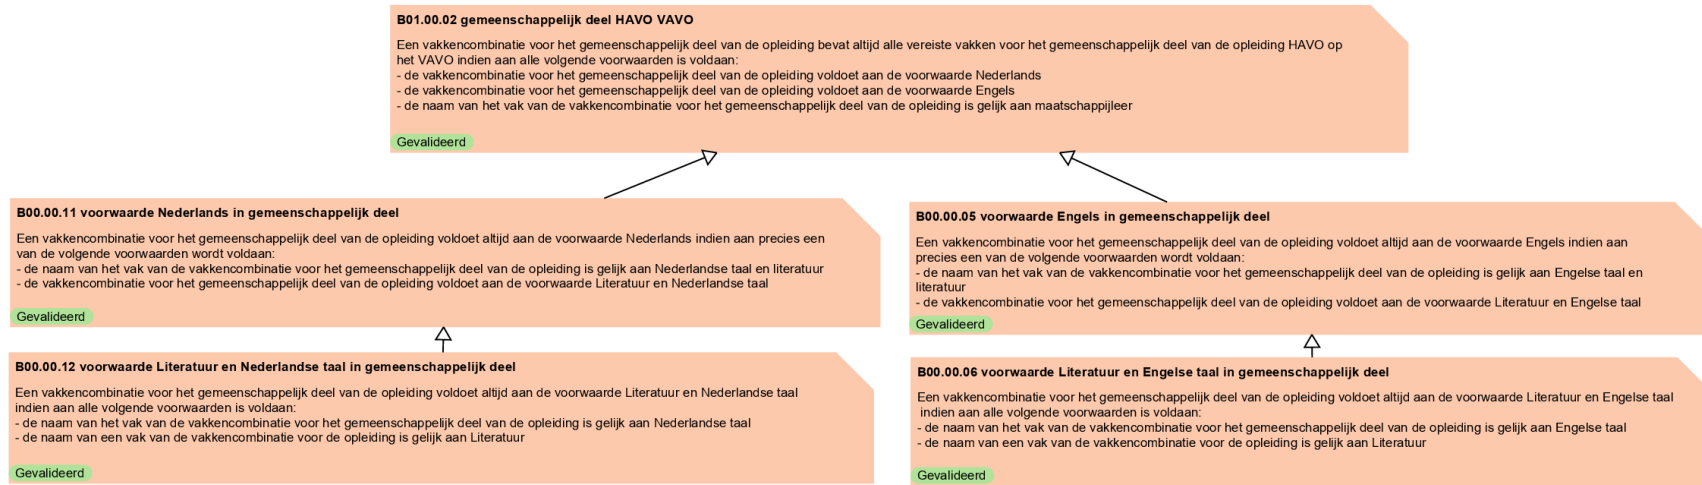 B01.00.02 gemeenschappelijk deel HAVO VAVO
Een vakkencombinatie voor het gemeenschappelijk deel van de opleiding bevat altijd alle vereiste vakken voor het gemeenschappelijk deel van de opleiding HAVO op
het VAVO indien aan alle volgende voorwaarden is voldaan:
- de vakkencombinatie voor het gemeenschappelijk deel van de opleiding voldoet aan de voorwaarde Nederlands
- de vakkencombinatie voor het gemeenschappelijk deel van de opleiding voldoet aan de voorwaarde Engels
- de naam van het vak van de vakkencombinatie voor het gemeenschappelijk deel van de opleiding is gelijk aan maatschappijleer
Gevalideerd
B00.00.11 voorwaarde Nederlands in gemeenschappelijk deel
Een vakkencombinatie voor het gemeenschappelijk deel van de opleiding voldoet altijd aan de voorwaarde Nederlands indien aan precies een
van de volgende voorwaarden wordt voldaan:
- de naam van het vak van de vakkencombinatie voor het gemeenschappelijk deel van de opleiding is gelijk aan Nederlandse taal en literatuur
- de vakkencombinatie voor het gemeenschappelijk deel van de opleiding voldoet aan de voorwaarde Literatuur en Nederlandse taal
Gevalideerd
B00.00.05 voorwaarde Engels in gemeenschappelijk deel
Een vakkencombinatie voor het gemeenschappelijk deel van de opleiding voldoet altijd aan de voorwaarde Engels indien aan
precies een van de volgende voorwaarden wordt voldaan:
- de naam van het vak van de vakkencombinatie voor het gemeenschappelijk deel van de opleiding is gelijk aan Engelse taal en
literatuur
- de vakkencombinatie voor het gemeenschappelijk deel van de opleiding voldoet aan de voorwaarde Literatuur en Engelse taal
Gevalideerd
B00.00.12 voorwaarde Literatuur en Nederlandse taal in gemeenschappelijk deel
Een vakkencombinatie voor het gemeenschappelijk deel van de opleiding voldoet altijd aan de voorwaarde Literatuur en Nederlandse taal
indien aan alle volgende voorwaarden is voldaan:
- de naam van het vak van de vakkencombinatie voor het gemeenschappelijk deel van de opleiding is gelijk aan Nederlandse taal
- de naam van een vak van de vakkencombinatie voor de opleiding is gelijk aan Literatuur
Gevalideerd
B00.00.06 voorwaarde Literatuur en Engelse taal in gemeenschappelijk deel
Een vakkencombinatie voor het gemeenschappelijk deel van de opleiding voldoet altijd aan de voorwaarde Literatuur en Engelse taal
indien aan alle volgende voorwaarden is voldaan:
- de naam van het vak van de vakkencombinatie voor het gemeenschappelijk deel van de opleiding is gelijk aan Engelse taal
- de naam van een vak van de vakkencombinatie voor de opleiding is gelijk aan Literatuur
Gevalideerd